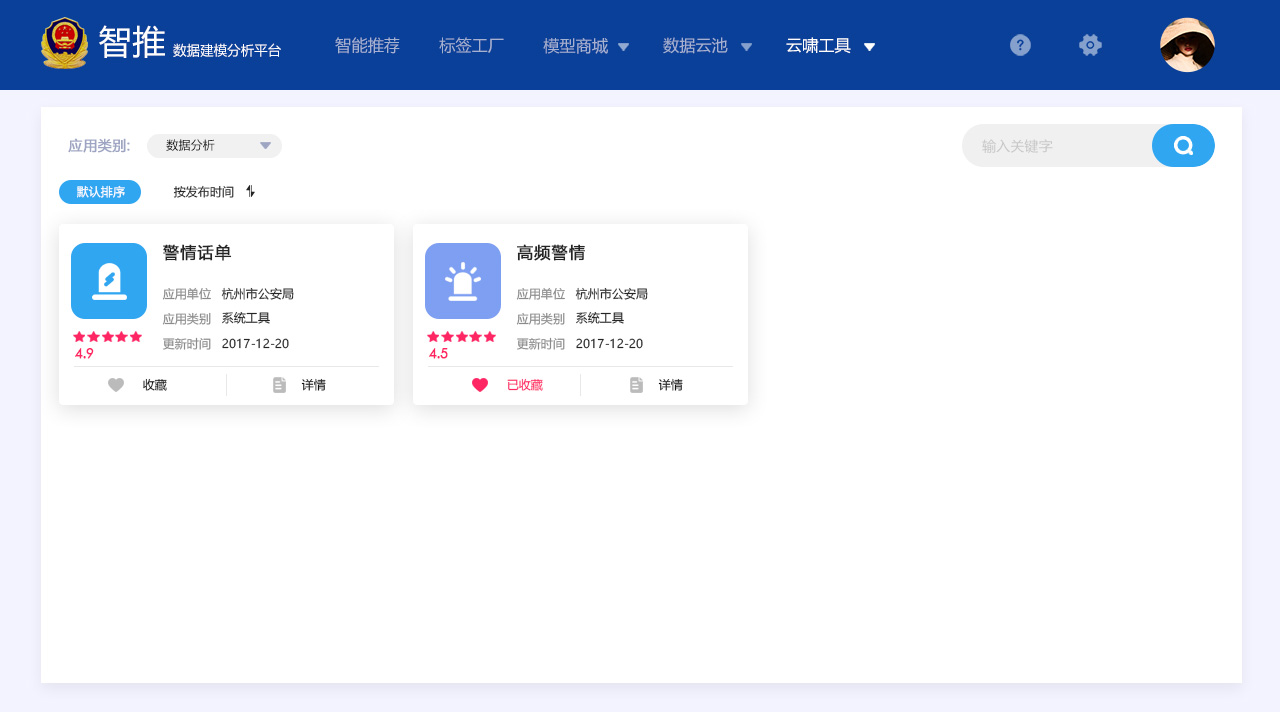 智推 数据建模分析平台 智能推荐 标签工厂 模型商城 数据云池 云啸工具
应用类别: 数据分析 输入关键字
默认排序 按发布时间
警情话单
应用单位 杭州市公安局
应用类别 系统工具
更新时间 2017-12-20
4.9
收藏 详情
高频警情
应用单位 杭州市公安局
应用类别 系统工具
更新时间 2017-12-20
4.5
已收藏 详情